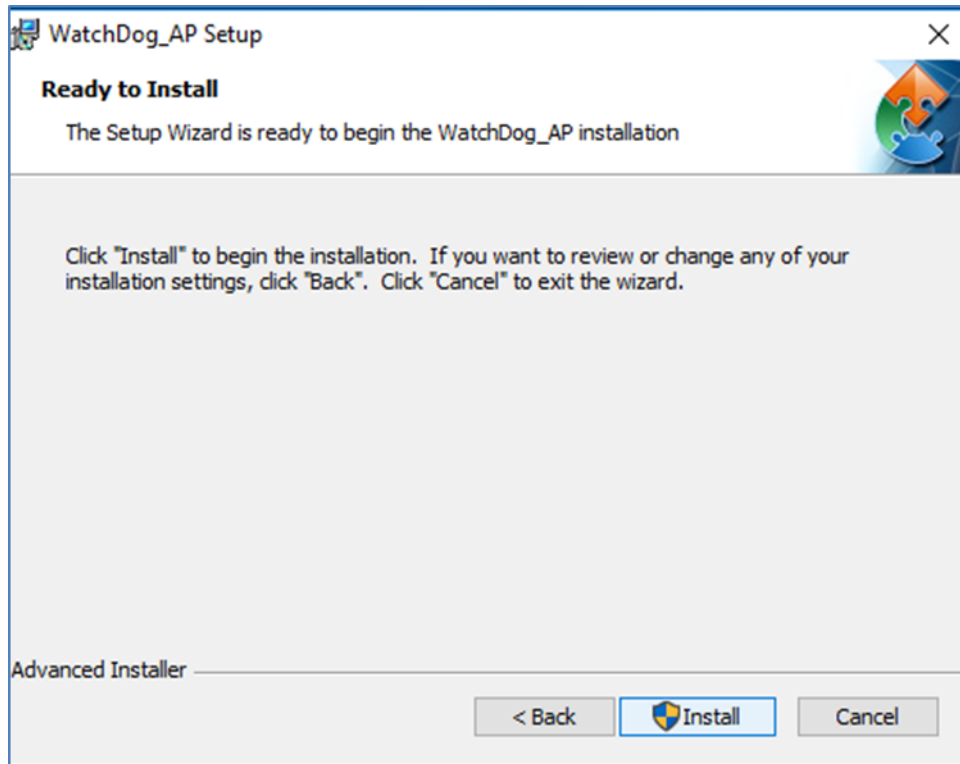 WatchDog_AP Setup
Ready to Install
The Setup Wizard is ready to begin the WatchDog_AP installation
Click "Install" to begin the installation.  If you want to review or change any of your
installation settings, click "Back".  Click "Cancel" to exit the wizard.
Advanced Installer
< Back
Install
Cancel